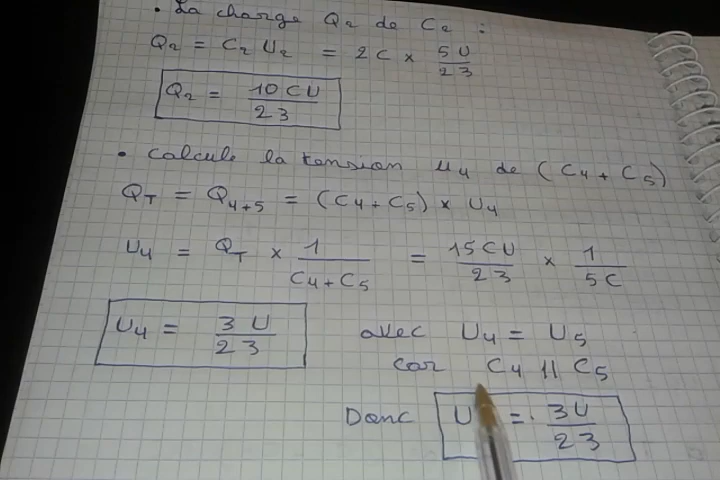 • La charge Q2 de C2 :
Q2 = C2 U2 = 2C × 5U/23
Q2 = 10CU/23
• Calcule la tension U4 de (C4 + C5)
QT = Q4+5 = (C4 + C5) × U4
U4 = QT × 1/(C4 + C5) = 15CU/23 × 1/5C
U4 = 3U/23 avec U4 = U5
car C4 || C5
Donc U = 3U/23